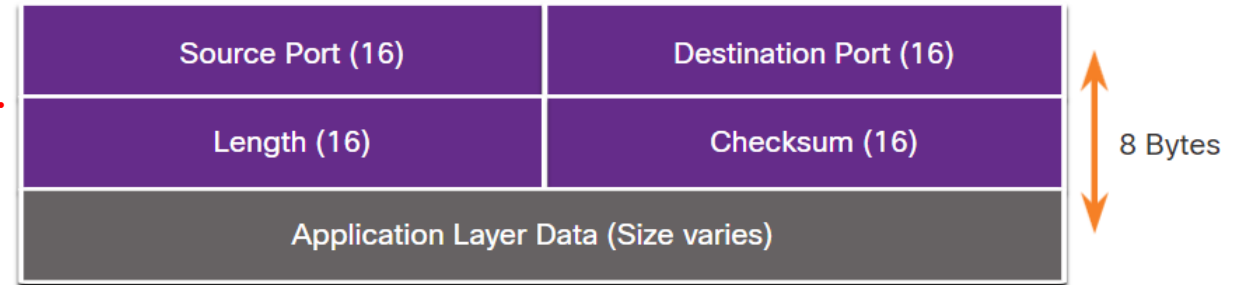 Source Port (16) Destination Port (16)
Length (16) Checksum (16)
8 Bytes
Application Layer Data (Size varies)